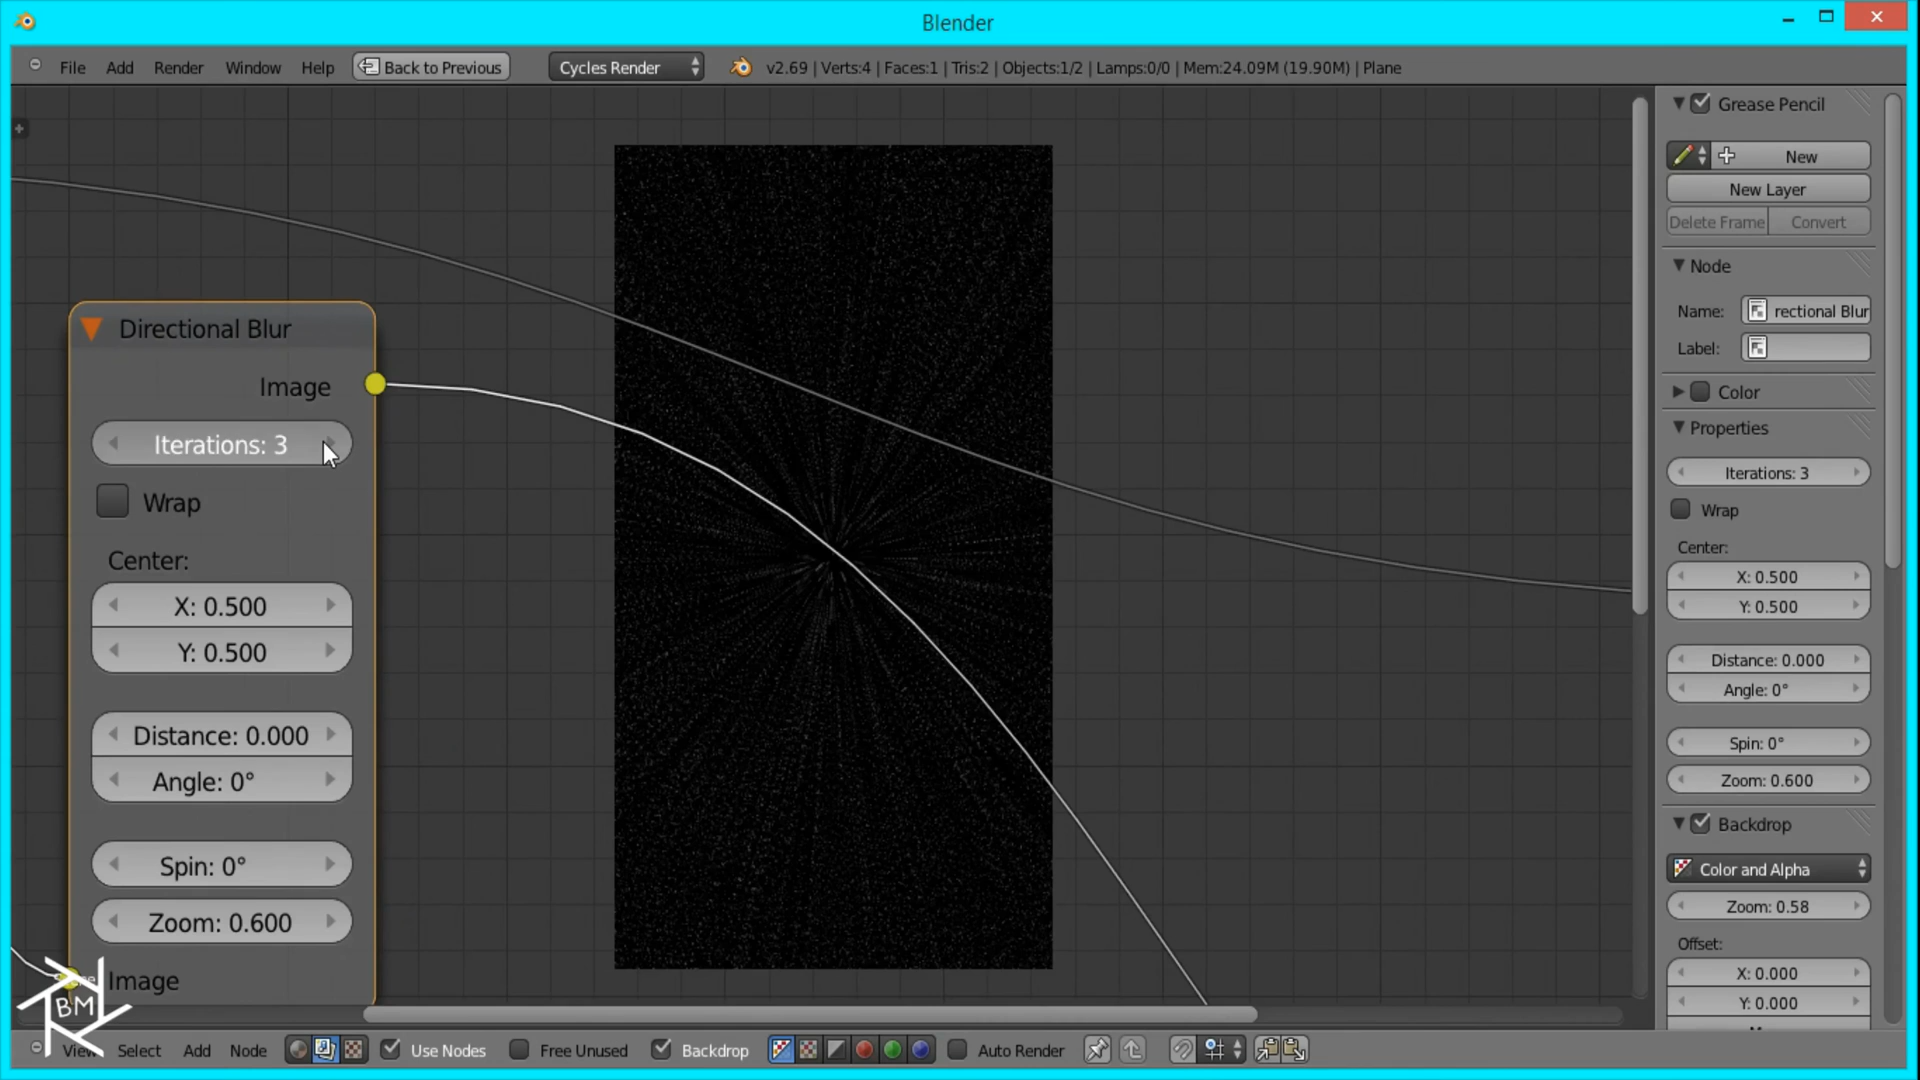 Blender
File Add Render Window Help Back to Previous Cycles Render v2.69 | Verts:4 | Faces:1 | Tris:2 | Objects:1/2 | Lamps:0/0 | Mem:24.09M (19.90M) | Plane
Grease Pencil
New
New Layer
Delete Frame Convert
Node
Name: rectional Blur
Label:
Color
Properties
Iterations: 3
Wrap
Center:
X: 0.500
Y: 0.500
Distance: 0.000
Angle: 0°
Spin: 0°
Zoom: 0.600
Backdrop
Color and Alpha
Zoom: 0.58
Offset:
X: 0.000
Y: 0.000
Directional Blur
Image
Iterations: 3
Wrap
Center:
X: 0.500
Y: 0.500
Distance: 0.000
Angle: 0°
Spin: 0°
Zoom: 0.600
Image
BM
View Select Add Node Use Nodes Free Unused Backdrop Auto Render